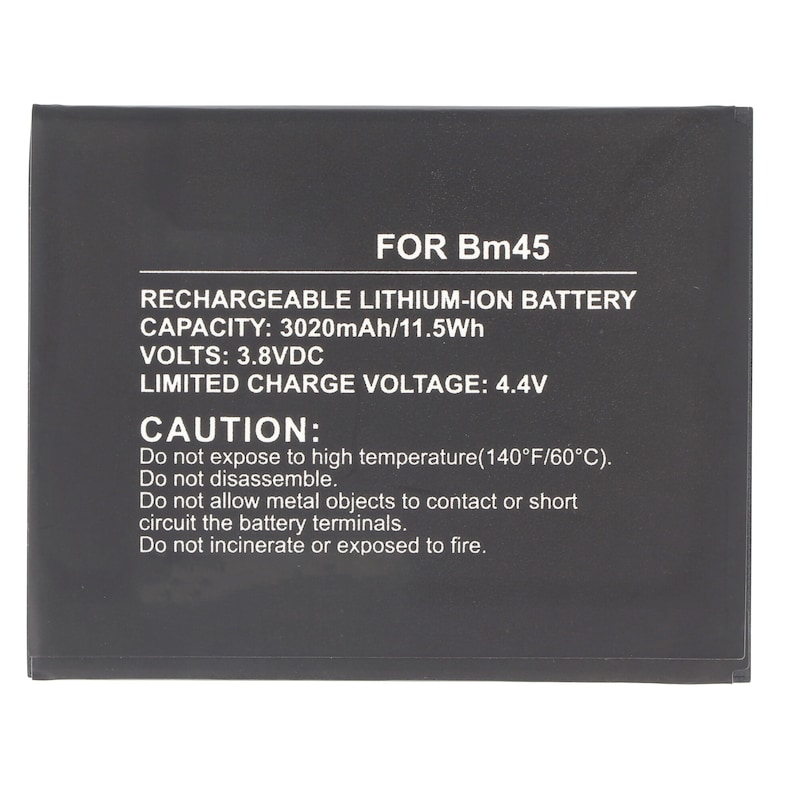 FOR Bm45
RECHARGEABLE LITHIUM-ION BATTERY
CAPACITY: 3020mAh/11.5Wh
VOLTS: 3.8VDC
LIMITED CHARGE VOLTAGE: 4.4V
CAUTION:
Do not expose to high temperature(140°F/60°C).
Do not disassemble.
Do not allow metal objects to contact or short
circuit the battery terminals.
Do not incinerate or exposed to fire.